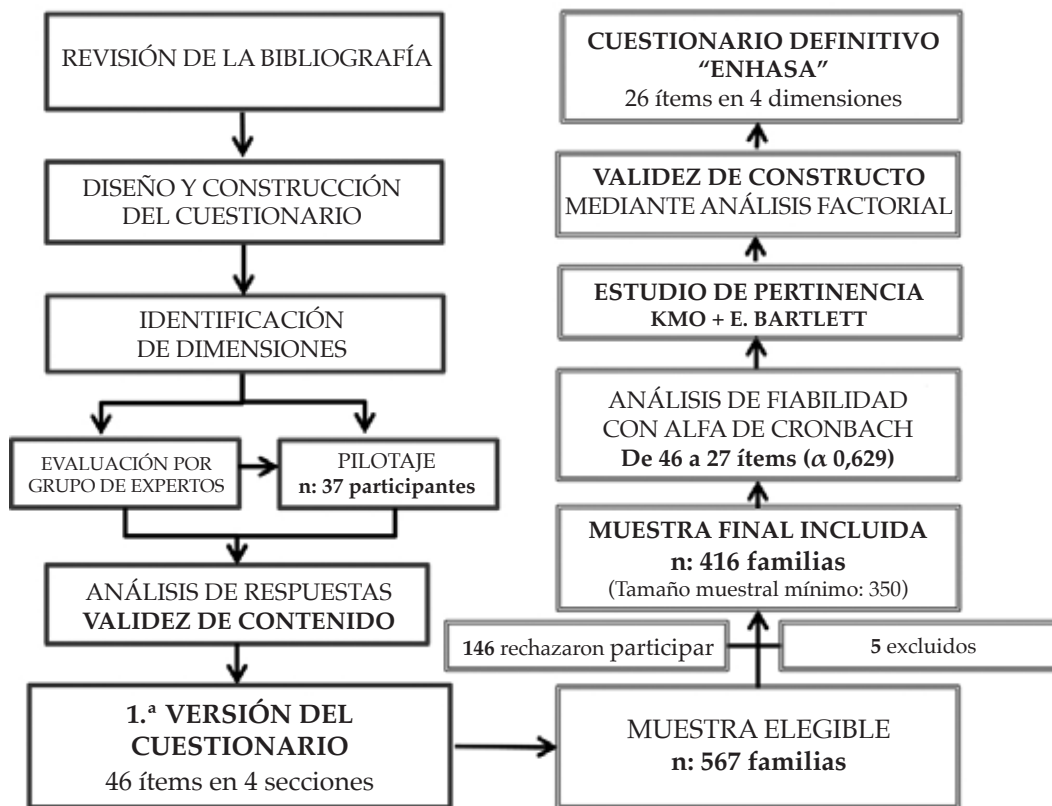 REVISIÓN DE LA BIBLIOGRAFÍA
DISEÑO Y CONSTRUCCIÓN
DEL CUESTIONARIO
IDENTIFICACIÓN
DE DIMENSIONES
EVALUACIÓN POR
GRUPO DE EXPERTOS
PILOTAJE
n: 37 participantes
ANÁLISIS DE RESPUESTAS
VALIDEZ DE CONTENIDO
1.ª VERSIÓN DEL
CUESTIONARIO
46 ítems en 4 secciones
MUESTRA ELEGIBLE
n: 567 familias
146 rechazaron participar
5 excluidos
MUESTRA FINAL INCLUIDA
n: 416 familias
(Tamaño muestral mínimo: 350)
ANÁLISIS DE FIABILIDAD
CON ALFA DE CRONBACH
De 46 a 27 ítems (α 0,629)
ESTUDIO DE PERTINENCIA
KMO + E. BARTLETT
VALIDEZ DE CONSTRUCTO
MEDIANTE ANÁLISIS FACTORIAL
CUESTIONARIO DEFINITIVO
“ENHASA”
26 ítems en 4 dimensiones